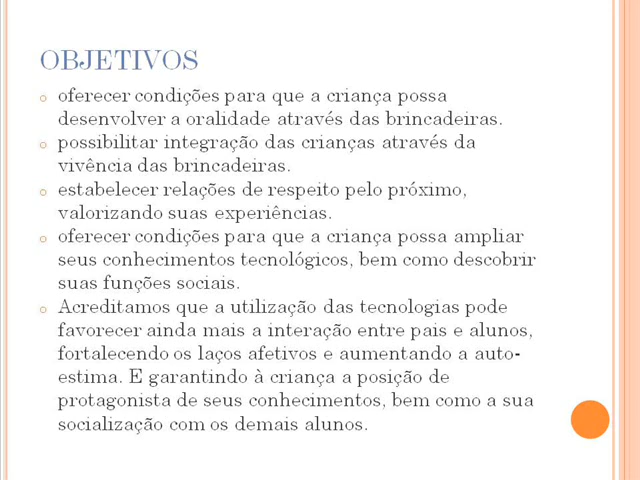 OBJETIVOS
o oferecer condições para que a criança possa
desenvolver a oralidade através das brincadeiras.
o possibilitar integração das crianças através da
vivência das brincadeiras.
o estabelecer relações de respeito pelo próximo,
valorizando suas experiências.
o oferecer condições para que a criança possa ampliar
seus conhecimentos tecnológicos, bem como descobrir
suas funções sociais.
o Acreditamos que a utilização das tecnologias pode
favorecer ainda mais a interação entre pais e alunos,
fortalecendo os laços afetivos e aumentando a auto-
estima. E garantindo à criança a posição de
protagonista de seus conhecimentos, bem como a sua
socialização com os demais alunos.